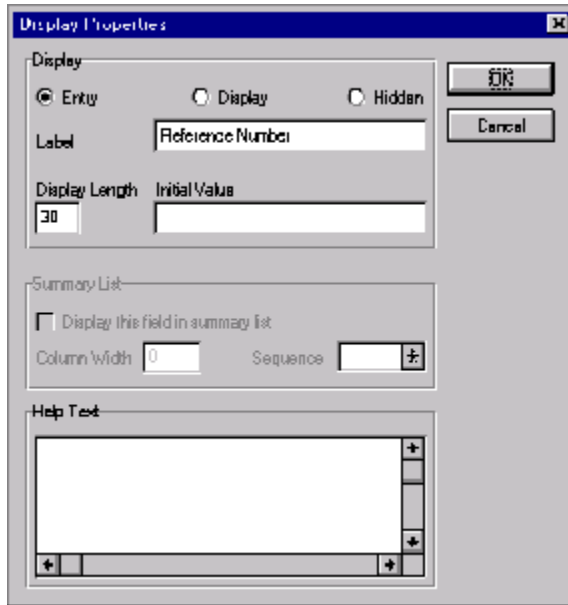 Display Properties
Display
Entry Display Hidden
OK
Label Reference Number
Cancel
Display Length Initial Value
30
Summary List
Display this field in summary list
Column Width 0 Sequence
Help Text